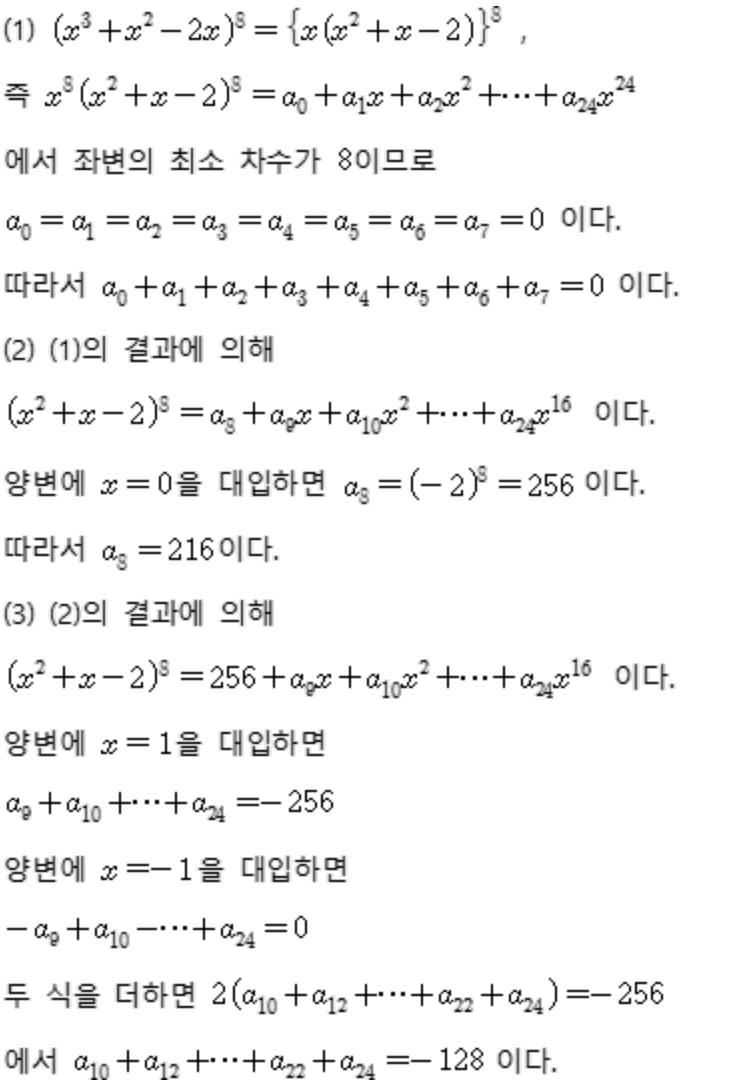 (1) (x³+x²−2x)⁸={x(x²+x−2)}⁸ ,
즉 x⁸(x²+x−2)⁸=a₀+a₁x+a₂x²+⋯+a₂₄x²⁴
에서 좌변의 최소 차수가 8이므로
a₀=a₁=a₂=a₃=a₄=a₅=a₆=a₇=0 이다.
따라서 a₀+a₁+a₂+a₃+a₄+a₅+a₆+a₇=0 이다.
(2) (1)의 결과에 의해
(x²+x−2)⁸=a₈+a₉x+a₁₀x²+⋯+a₂₄x¹⁶ 이다.
양변에 x=0을 대입하면 a₈=(−2)⁸=256 이다.
따라서 a₈=216이다.
(3) (2)의 결과에 의해
(x²+x−2)⁸=256+a₉x+a₁₀x²+⋯+a₂₄x¹⁶ 이다.
양변에 x=1을 대입하면
a₉+a₁₀+⋯+a₂₄=−256
양변에 x=−1을 대입하면
−a₉+a₁₀−⋯+a₂₄=0
두 식을 더하면 2(a₁₀+a₁₂+⋯+a₂₂+a₂₄)=−256
에서 a₁₀+a₁₂+⋯+a₂₂+a₂₄=−128 이다.